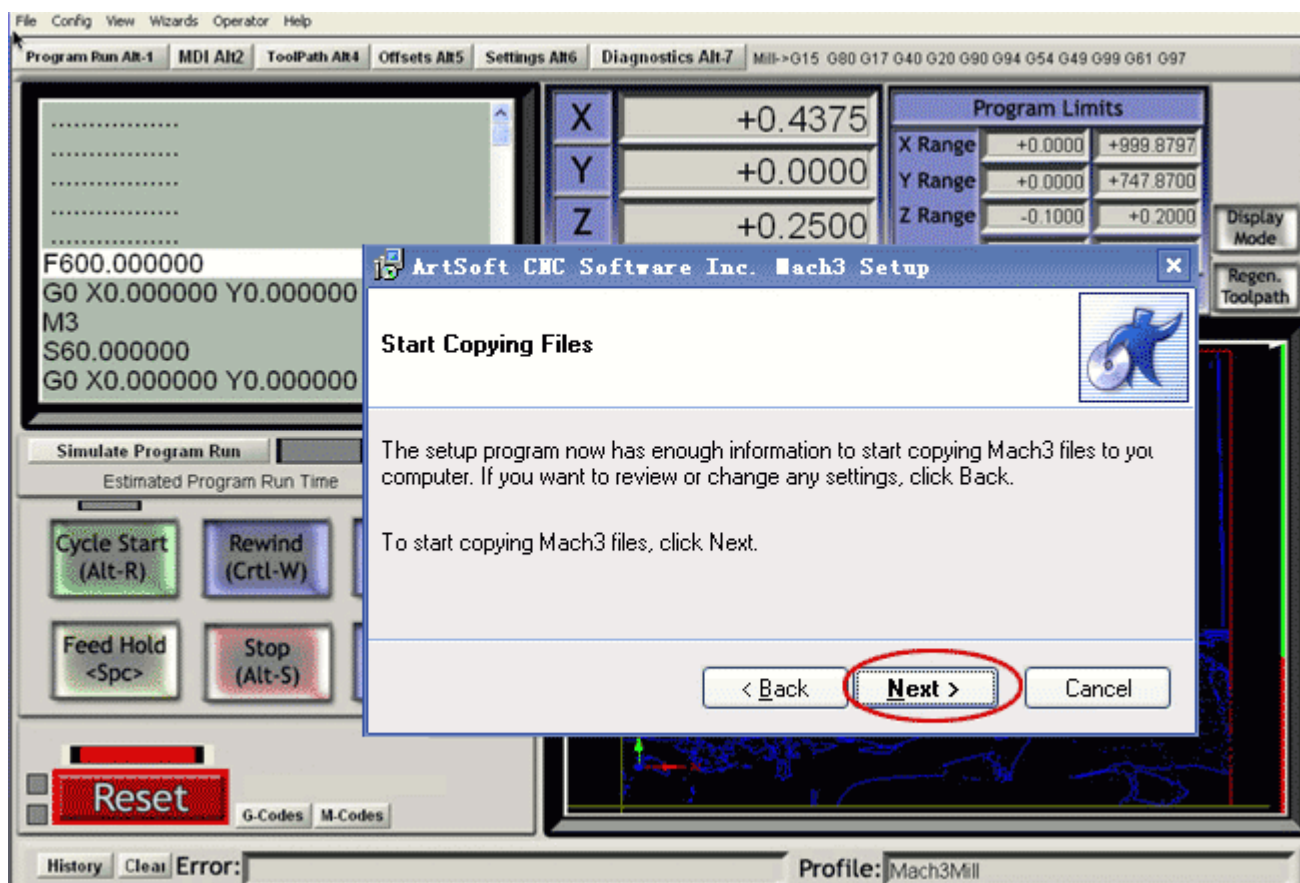 File Config View Wizards Operator Help
Program Run Alt-1 MDI Alt2 ToolPath Alt4 Offsets Alt5 Settings Alt6 Diagnostics Alt-7 Mill->G15 G80 G17 G40 G20 G90 G94 G54 G49 G99 G61 G97
................
................
................
................
F600.000000
G0 X0.000000 Y0.000000
M3
S60.000000
G0 X0.000000 Y0.000000
X +0.4375
Y +0.0000
Z +0.2500
Program Limits
X Range +0.0000 +999.8797
Y Range +0.0000 +747.8700
Z Range -0.1000 +0.2000
Display
Mode
Regen.
Toolpath
ArtSoft CNC Software Inc. Mach3 Setup
Start Copying Files
The setup program now has enough information to start copying Mach3 files to you
computer. If you want to review or change any settings, click Back.
To start copying Mach3 files, click Next.
< Back Next > Cancel
Simulate Program Run
Estimated Program Run Time
Cycle Start
(Alt-R)
Rewind
(Crtl-W)
Feed Hold
<Spc>
Stop
(Alt-S)
Reset
G-Codes M-Codes
History Clear Error:
Profile: Mach3Mill